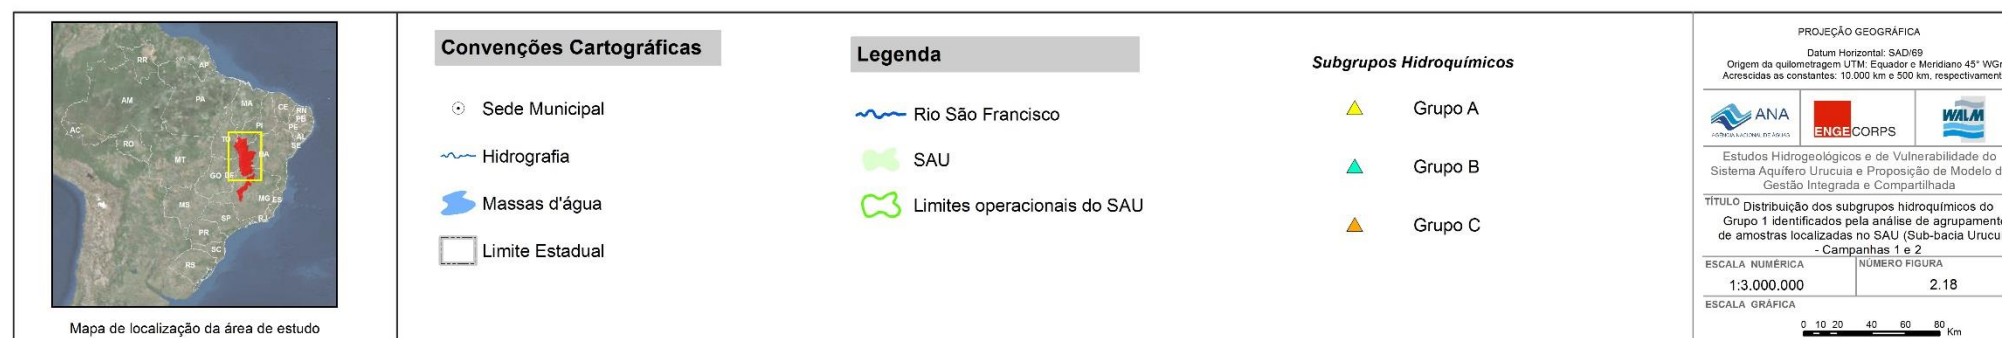 RR
AP
AM
PA
MA
CE
RN
PB
PE
AL
SE
PI
AC
TO
RO
BA
MT
GO DF
MG ES
MS
SP
RJ
PR
SC
RS
Mapa de localização da área de estudo
Convenções Cartográficas
Sede Municipal
Hidrografia
Massas d'água
Limite Estadual
Legenda
Rio São Francisco
SAU
Limites operacionais do SAU
Subgrupos Hidroquímicos
Grupo A
Grupo B
Grupo C
PROJEÇÃO GEOGRÁFICA
Datum Horizontal: SAD/69
Origem da quilometragem UTM: Equador e Meridiano 45° WGr
Acrescidas as constantes: 10.000 km e 500 km, respectivament
ANA
AGÊNCIA NACIONAL DE ÁGUAS
ENGECORPS
WALM
Estudos Hidrogeológicos e de Vulnerabilidade do
Sistema Aquífero Urucuia e Proposição de Modelo d
Gestão Integrada e Compartilhada
TÍTULO Distribuição dos subgrupos hidroquímicos do
Grupo 1 identificados pela análise de agrupament
de amostras localizadas no SAU (Sub-bacia Urucui
- Campanhas 1 e 2
ESCALA NUMÉRICA
1:3.000.000
NÚMERO FIGURA
2.18
ESCALA GRÁFICA
0 10 20 40 60 80 Km